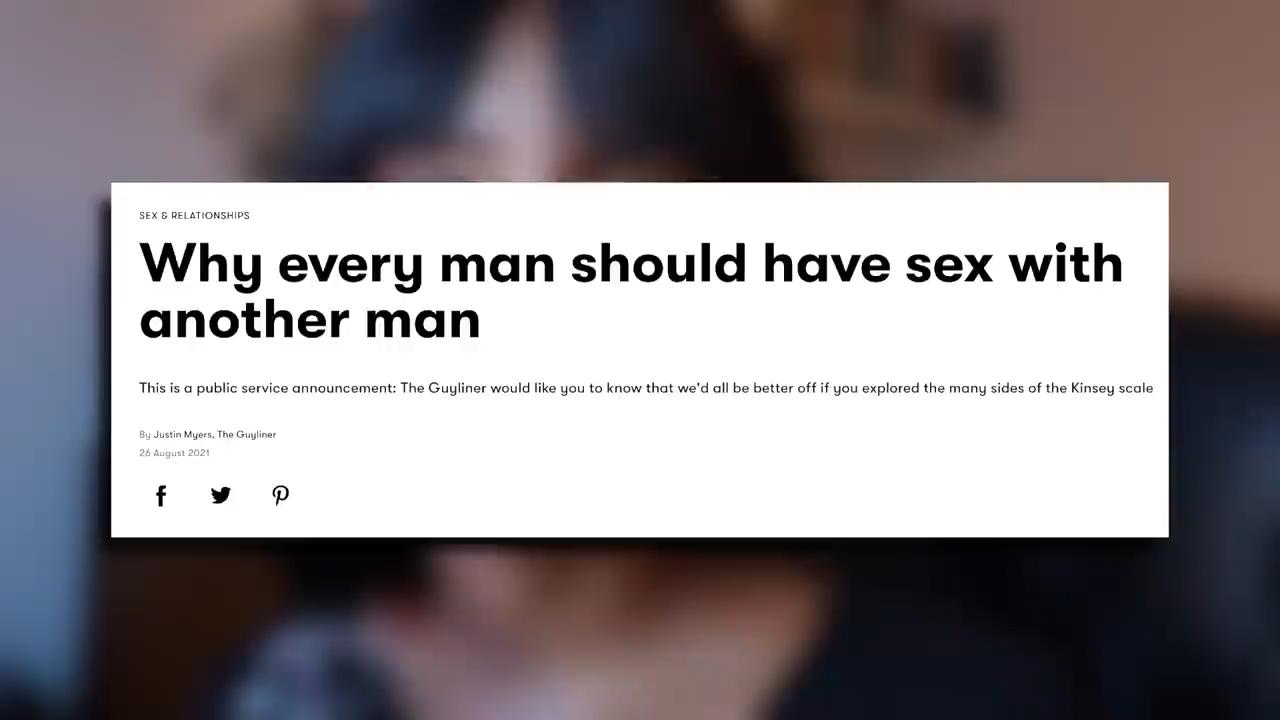 SEX & RELATIONSHIPS
Why every man should have sex with
another man
This is a public service announcement: The Guyliner would like you to know that we'd all be better off if you explored the many sides of the Kinsey scale
By Justin Myers, The Guyliner
26 August 2021